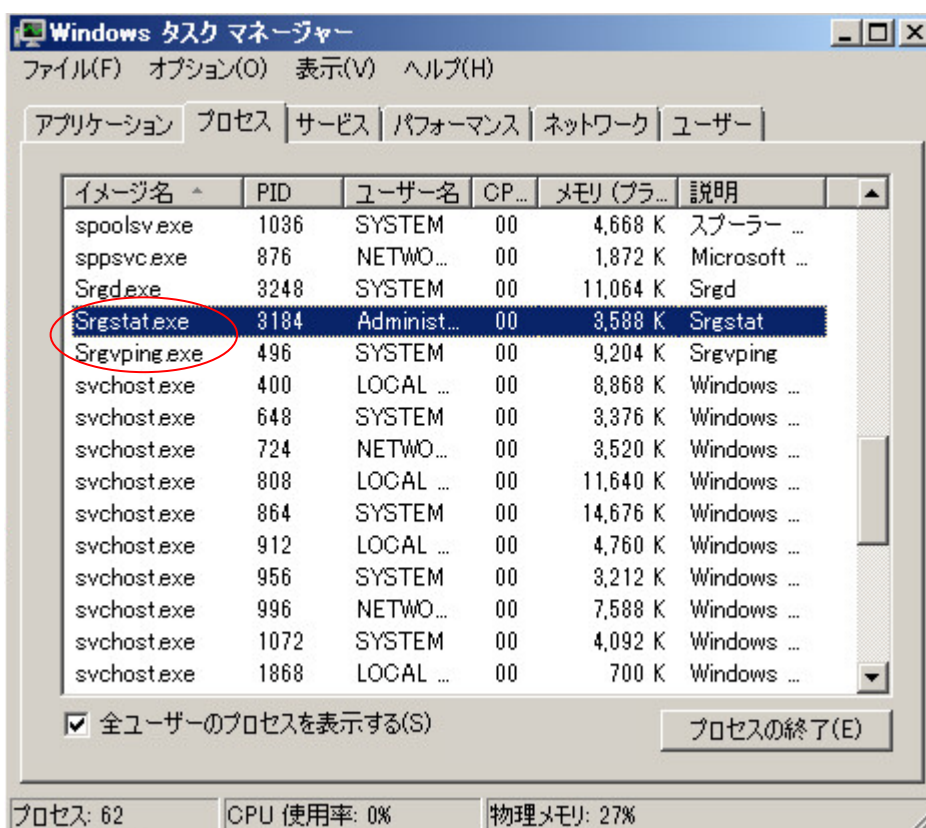 Windows タスク マネージャー
ファイル(F) オプション(O) 表示(V) ヘルプ(H)
アプリケーション プロセス サービス パフォーマンス ネットワーク ユーザー
イメージ名 PID ユーザー名 CP... メモリ (プラ... 説明
spoolsv.exe 1036 SYSTEM 00 4,668 K スプーラー ...
sppsvc.exe 876 NETWO... 00 1,872 K Microsoft ...
Srgd.exe 3248 SYSTEM 00 11,064 K Srgd
Srgstat.exe 3184 Administ... 00 3,588 K Srgstat
Srgvping.exe 496 SYSTEM 00 9,204 K Srgvping
svchost.exe 400 LOCAL ... 00 8,868 K Windows ...
svchost.exe 648 SYSTEM 00 3,376 K Windows ...
svchost.exe 724 NETWO... 00 3,520 K Windows ...
svchost.exe 808 LOCAL ... 00 11,640 K Windows ...
svchost.exe 864 SYSTEM 00 14,676 K Windows ...
svchost.exe 912 LOCAL ... 00 4,760 K Windows ...
svchost.exe 956 SYSTEM 00 3,212 K Windows ...
svchost.exe 996 NETWO... 00 7,588 K Windows ...
svchost.exe 1072 SYSTEM 00 4,092 K Windows ...
svchost.exe 1868 LOCAL ... 00 700 K Windows ...
全ユーザーのプロセスを表示する(S) プロセスの終了(E)
プロセス: 62 CPU 使用率: 0% 物理メモリ: 27%